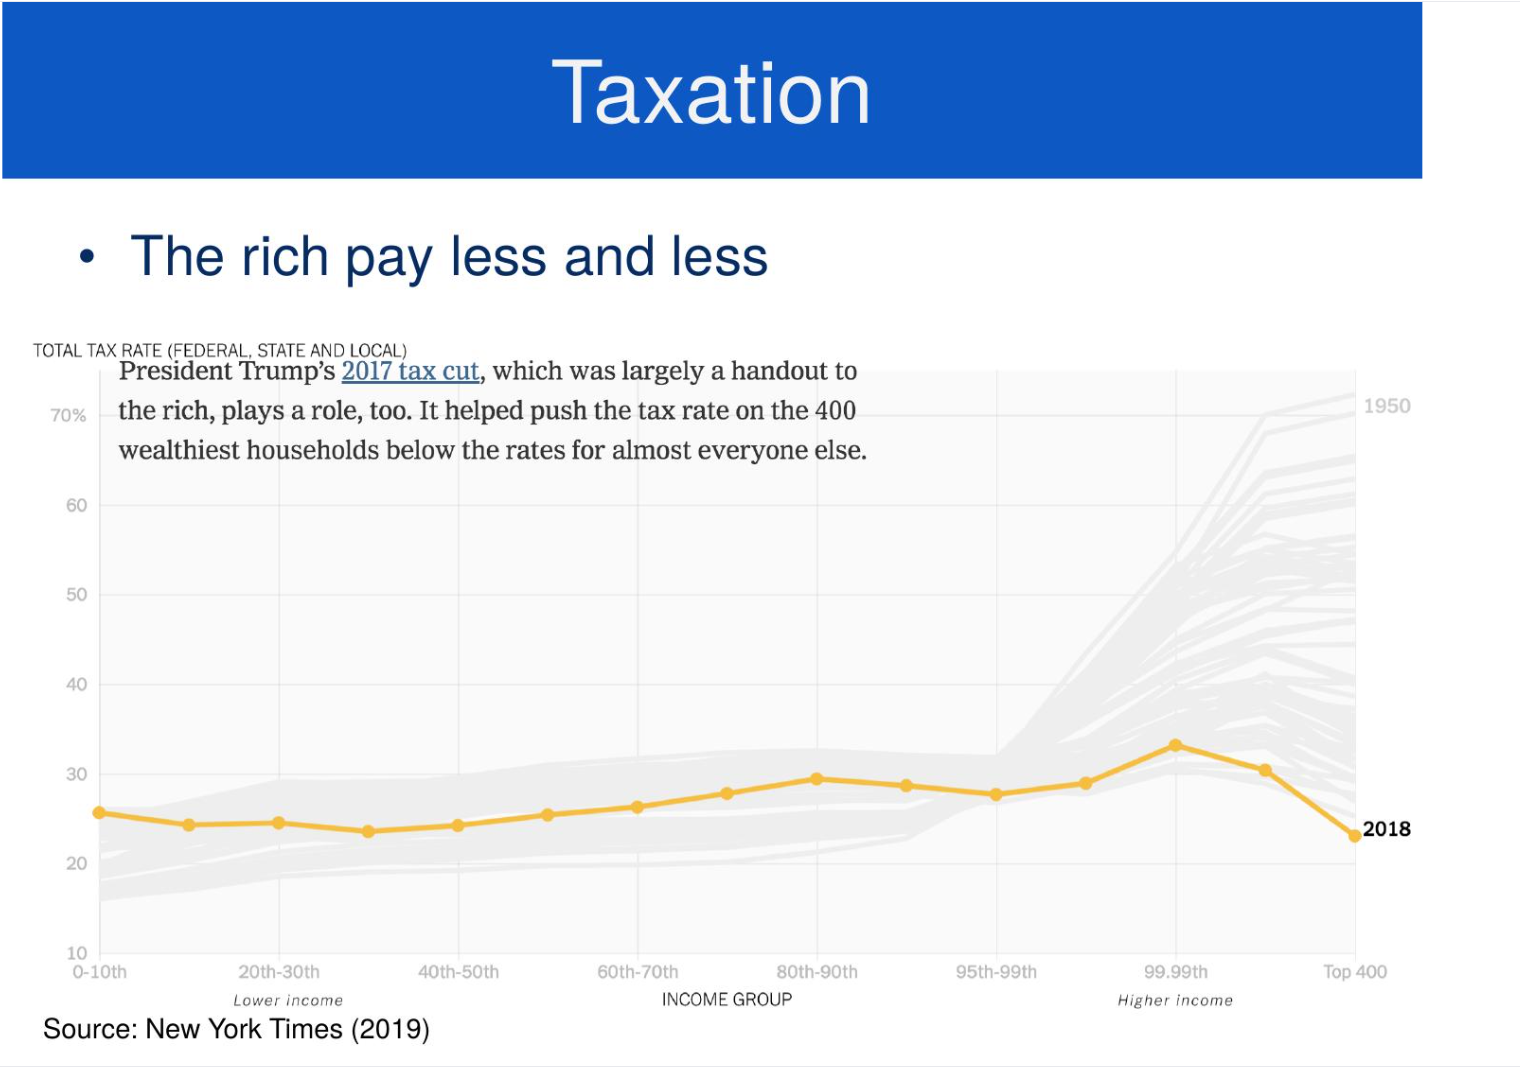 Taxation
• The rich pay less and less
TOTAL TAX RATE (FEDERAL, STATE AND LOCAL)
President Trump's 2017 tax cut, which was largely a handout to
the rich, plays a role, too. It helped push the tax rate on the 400
wealthiest households below the rates for almost everyone else.
1950
70%
60
50
40
30
20
10
2018
0-10th 20th-30th 40th-50th 60th-70th 80th-90th 95th-99th 99.99th Top 400
Lower income INCOME GROUP Higher income
Source: New York Times (2019)